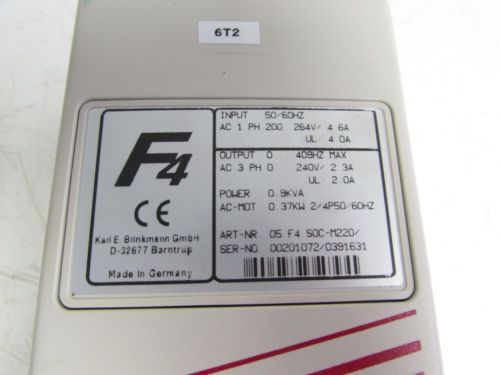 6T2
F4
CE
Karl E. Brinkmann GmbH
D-32677 Barntrup
Made in Germany
INPUT 50/60HZ
AC 1 PH 200 264V/ 4 6A
UL: 4 0A
OUTPUT 0 409HZ MAX
AC 3 PH 0 240V/ 2 3A
UL: 2 0A
POWER 0.9KVA
AC-MOT 0.37KW 2/4P50/60HZ
ART-NR. 05 F4 S0C-M220/
SER-NO 00201072/0391631